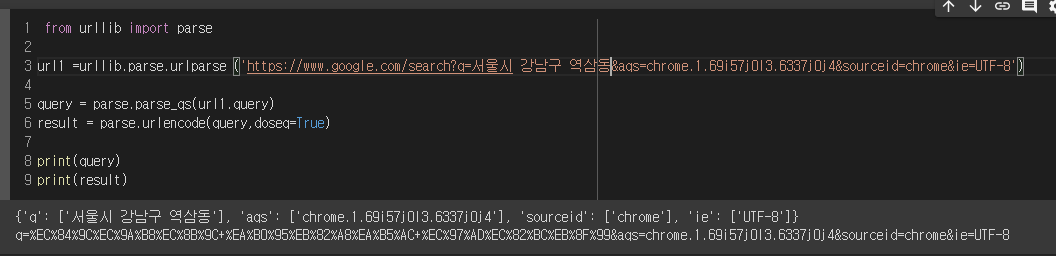 1 from urllib import parse
2
3 url1 =urllib.parse.urlparse ('https://www.google.com/search?q=서울시 강남구 역삼동&aqs=chrome.1.69i57j0l3.6337j0j4&sourceid=chrome&ie=UTF-8')
4
5 query = parse.parse_qs(url1.query)
6 result = parse.urlencode(query,doseq=True)
7
8 print(query)
9 print(result)
{'q': ['서울시 강남구 역삼동'], 'aqs': ['chrome.1.69i57j0l3.6337j0j4'], 'sourceid': ['chrome'], 'ie': ['UTF-8']}
q=%EC%84%9C%EC%9A%B8%EC%8B%9C+%EA%B0%95%EB%82%A8%EA%B5%AC+%EC%97%AD%EC%82%BC%EB%8F%99&aqs=chrome.1.69i57j0l3.6337j0j4&sourceid=chrome&ie=UTF-8